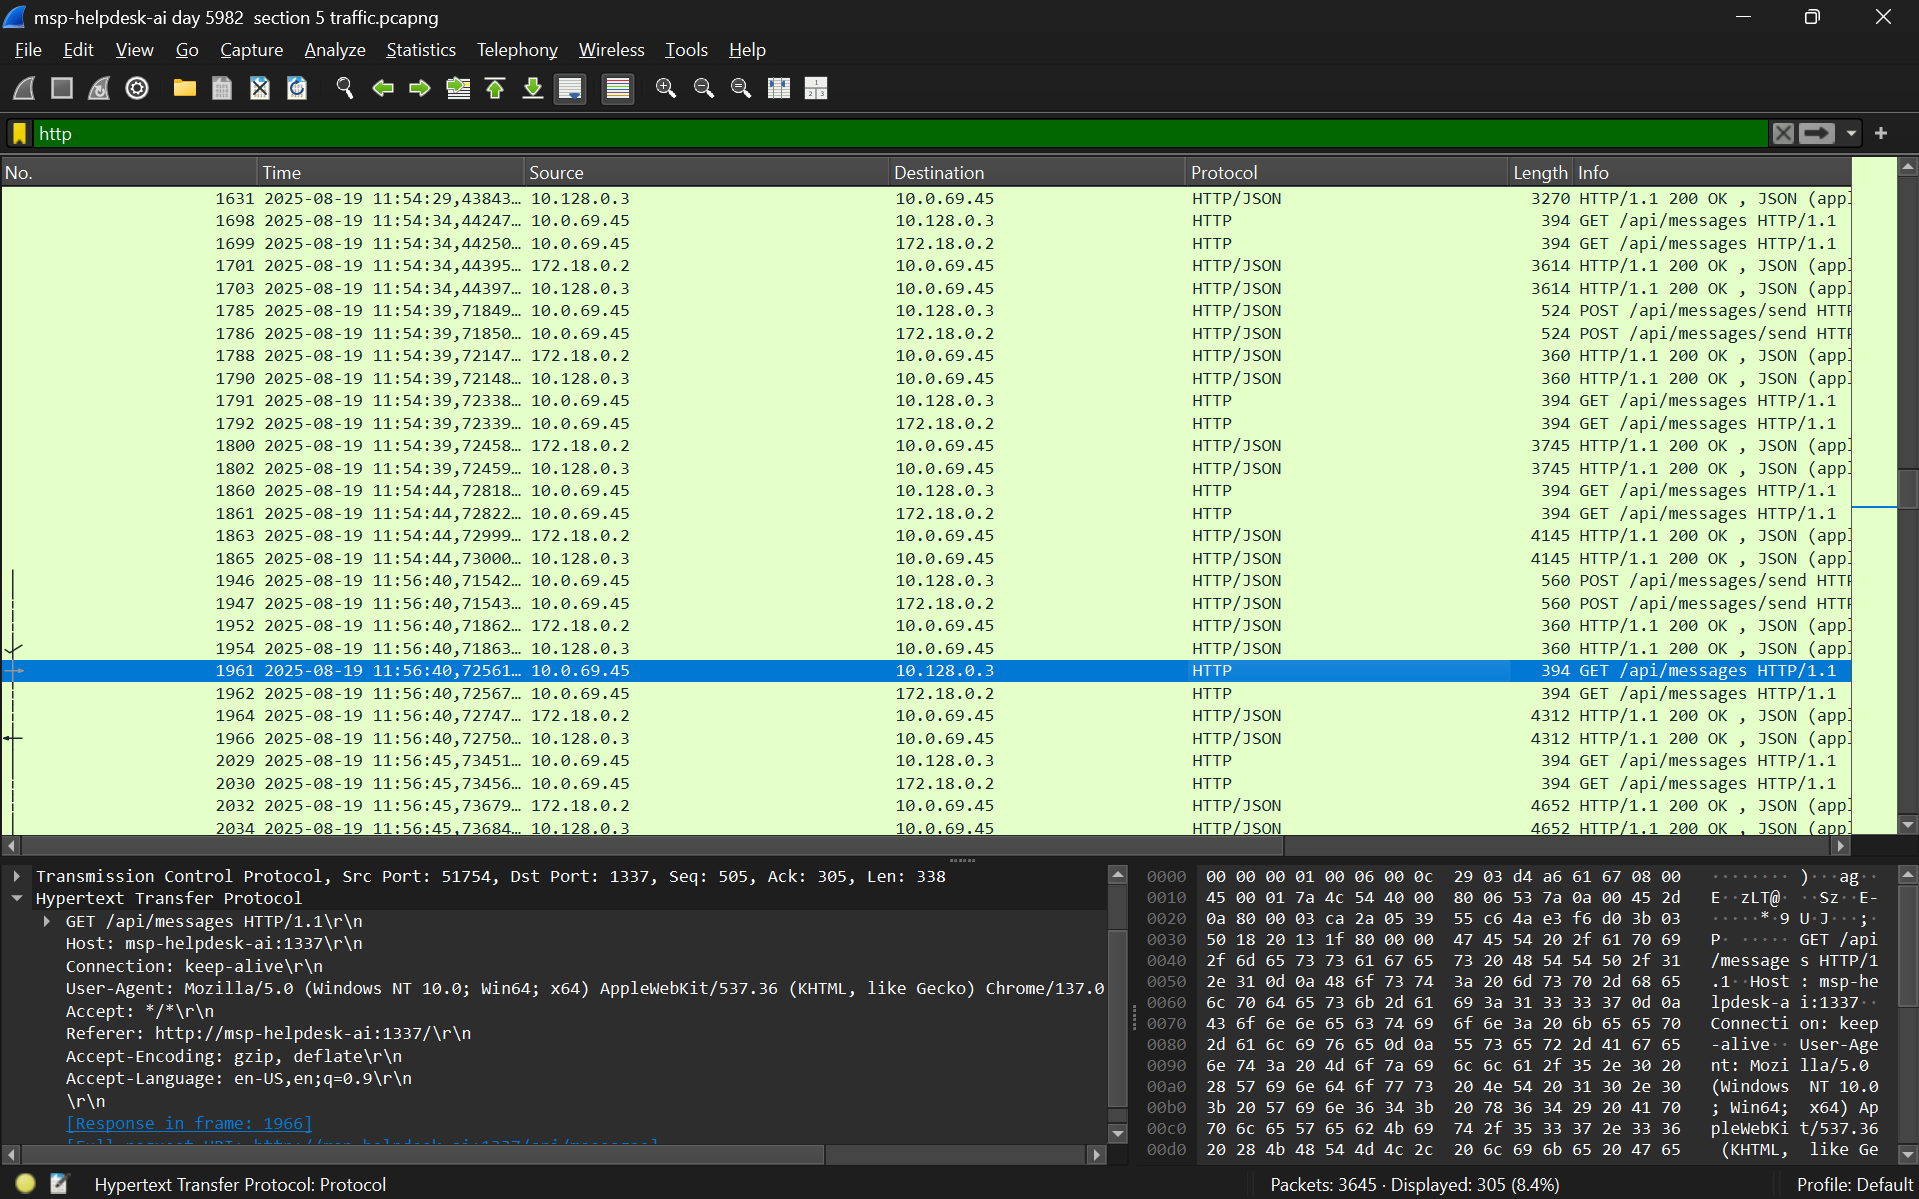 msp-helpdesk-ai day 5982  section 5 traffic.pcapng
File Edit View Go Capture Analyze Statistics Telephony Wireless Tools Help
http
No. Time Source Destination Protocol Length Info
1631 2025-08-19 11:54:29,43843… 10.128.0.3 10.0.69.45 HTTP/JSON 3270 HTTP/1.1 200 OK , JSON (appl
1698 2025-08-19 11:54:34,44247… 10.0.69.45 10.128.0.3 HTTP 394 GET /api/messages HTTP/1.1
1699 2025-08-19 11:54:34,44250… 10.0.69.45 172.18.0.2 HTTP 394 GET /api/messages HTTP/1.1
1701 2025-08-19 11:54:34,44395… 172.18.0.2 10.0.69.45 HTTP/JSON 3614 HTTP/1.1 200 OK , JSON (appl
1703 2025-08-19 11:54:34,44397… 10.128.0.3 10.0.69.45 HTTP/JSON 3614 HTTP/1.1 200 OK , JSON (appl
1785 2025-08-19 11:54:39,71849… 10.0.69.45 10.128.0.3 HTTP/JSON 524 POST /api/messages/send HTTP
1786 2025-08-19 11:54:39,71850… 10.0.69.45 172.18.0.2 HTTP/JSON 524 POST /api/messages/send HTTP
1788 2025-08-19 11:54:39,72147… 172.18.0.2 10.0.69.45 HTTP/JSON 360 HTTP/1.1 200 OK , JSON (appl
1790 2025-08-19 11:54:39,72148… 10.128.0.3 10.0.69.45 HTTP/JSON 360 HTTP/1.1 200 OK , JSON (appl
1791 2025-08-19 11:54:39,72338… 10.0.69.45 10.128.0.3 HTTP 394 GET /api/messages HTTP/1.1
1792 2025-08-19 11:54:39,72339… 10.0.69.45 172.18.0.2 HTTP 394 GET /api/messages HTTP/1.1
1800 2025-08-19 11:54:39,72458… 172.18.0.2 10.0.69.45 HTTP/JSON 3745 HTTP/1.1 200 OK , JSON (appl
1802 2025-08-19 11:54:39,72459… 10.128.0.3 10.0.69.45 HTTP/JSON 3745 HTTP/1.1 200 OK , JSON (appl
1860 2025-08-19 11:54:44,72818… 10.0.69.45 10.128.0.3 HTTP 394 GET /api/messages HTTP/1.1
1861 2025-08-19 11:54:44,72822… 10.0.69.45 172.18.0.2 HTTP 394 GET /api/messages HTTP/1.1
1863 2025-08-19 11:54:44,72999… 172.18.0.2 10.0.69.45 HTTP/JSON 4145 HTTP/1.1 200 OK , JSON (appl
1865 2025-08-19 11:54:44,73000… 10.128.0.3 10.0.69.45 HTTP/JSON 4145 HTTP/1.1 200 OK , JSON (appl
1946 2025-08-19 11:56:40,71542… 10.0.69.45 10.128.0.3 HTTP/JSON 560 POST /api/messages/send HTTP
1947 2025-08-19 11:56:40,71543… 10.0.69.45 172.18.0.2 HTTP/JSON 560 POST /api/messages/send HTTP
1952 2025-08-19 11:56:40,71862… 172.18.0.2 10.0.69.45 HTTP/JSON 360 HTTP/1.1 200 OK , JSON (appl
1954 2025-08-19 11:56:40,71863… 10.128.0.3 10.0.69.45 HTTP/JSON 360 HTTP/1.1 200 OK , JSON (appl
1961 2025-08-19 11:56:40,72561… 10.0.69.45 10.128.0.3 HTTP 394 GET /api/messages HTTP/1.1
1962 2025-08-19 11:56:40,72567… 10.0.69.45 172.18.0.2 HTTP 394 GET /api/messages HTTP/1.1
1964 2025-08-19 11:56:40,72747… 172.18.0.2 10.0.69.45 HTTP/JSON 4312 HTTP/1.1 200 OK , JSON (appl
1966 2025-08-19 11:56:40,72750… 10.128.0.3 10.0.69.45 HTTP/JSON 4312 HTTP/1.1 200 OK , JSON (appl
2029 2025-08-19 11:56:45,73451… 10.0.69.45 10.128.0.3 HTTP 394 GET /api/messages HTTP/1.1
2030 2025-08-19 11:56:45,73456… 10.0.69.45 172.18.0.2 HTTP 394 GET /api/messages HTTP/1.1
2032 2025-08-19 11:56:45,73679… 172.18.0.2 10.0.69.45 HTTP/JSON 4652 HTTP/1.1 200 OK , JSON (appl
2034 2025-08-19 11:56:45,73684… 10.128.0.3 10.0.69.45 HTTP/JSON 4652 HTTP/1.1 200 OK , JSON (appl
Transmission Control Protocol, Src Port: 51754, Dst Port: 1337, Seq: 505, Ack: 305, Len: 338
Hypertext Transfer Protocol
GET /api/messages HTTP/1.1\r\n
Host: msp-helpdesk-ai:1337\r\n
Connection: keep-alive\r\n
User-Agent: Mozilla/5.0 (Windows NT 10.0; Win64; x64) AppleWebKit/537.36 (KHTML, like Gecko) Chrome/137.0
Accept: */*\r\n
Referer: http://msp-helpdesk-ai:1337/\r\n
Accept-Encoding: gzip, deflate\r\n
Accept-Language: en-US,en;q=0.9\r\n
\r\n
[Response in frame: 1966]
[Full request URI: http://msp-helpdesk-ai:1337/api/messages]
0000 00 00 00 01 00 06 00 0c 29 03 d4 a6 61 67 08 00 ········ )···ag··
0010 45 00 01 7a 4c 54 40 00 80 06 53 7a 0a 00 45 2d E··zLT@· ··Sz··E-
0020 0a 80 00 03 ca 2a 05 39 55 c6 4a e3 f6 d0 3b 03 ·····*·9 U·J···;·
0030 50 18 20 13 1f 80 00 00 47 45 54 20 2f 61 70 69 P· ····· GET /api
0040 2f 6d 65 73 73 61 67 65 73 20 48 54 54 50 2f 31 /message s HTTP/1
0050 2e 31 0d 0a 48 6f 73 74 3a 20 6d 73 70 2d 68 65 .1··Host : msp-he
0060 6c 70 64 65 73 6b 2d 61 69 3a 31 33 33 37 0d 0a lpdesk-a i:1337··
0070 43 6f 6e 6e 65 63 74 69 6f 6e 3a 20 6b 65 65 70 Connecti on: keep
0080 2d 61 6c 69 76 65 0d 0a 55 73 65 72 2d 41 67 65 -alive·· User-Age
0090 6e 74 3a 20 4d 6f 7a 69 6c 6c 61 2f 35 2e 30 20 nt: Mozi lla/5.0
00a0 28 57 69 6e 64 6f 77 73 20 4e 54 20 31 30 2e 30 (Windows  NT 10.0
00b0 3b 20 57 69 6e 36 34 3b 20 78 36 34 29 20 41 70 ; Win64;  x64) Ap
00c0 70 6c 65 57 65 62 4b 69 74 2f 35 33 37 2e 33 36 pleWebKi t/537.36
00d0 20 28 4b 48 54 4d 4c 2c 20 6c 69 6b 65 20 47 65 (KHTML,  like Ge
Hypertext Transfer Protocol: Protocol
Packets: 3645 · Displayed: 305 (8.4%)
Profile: Default